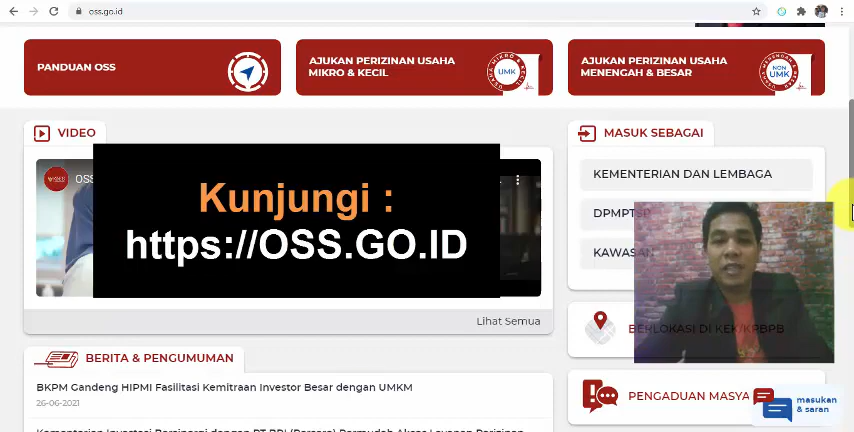 oss.go.id
PANDUAN OSS
AJUKAN PERIZINAN USAHA
MIKRO & KECIL
UMK
AJUKAN PERIZINAN USAHA
MENENGAH & BESAR
NON
UMK
VIDEO
MASUK SEBAGAI
OSS
Kunjungi :
https://OSS.GO.ID
KEMENTERIAN DAN LEMBAGA
DPMPTSP
KAWASAN
Lihat Semua
BERLOKASI DI KEK/KPBPB
BERITA & PENGUMUMAN
BKPM Gandeng HIPMI Fasilitasi Kemitraan Investor Besar dengan UMKM
26-06-2021
PENGADUAN MASYA
masukan
& saran